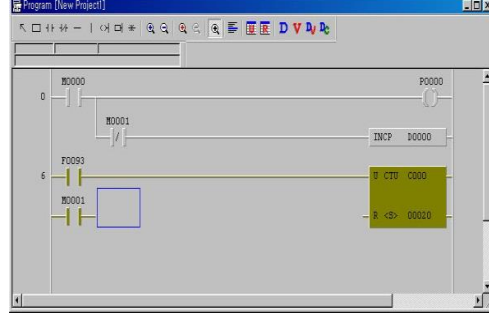 Program [New Project1]
U R D V
M0000 P0000
0
M0001
INCP D0000
F0093
6 U CTU C000
M0001
R <S> 00020